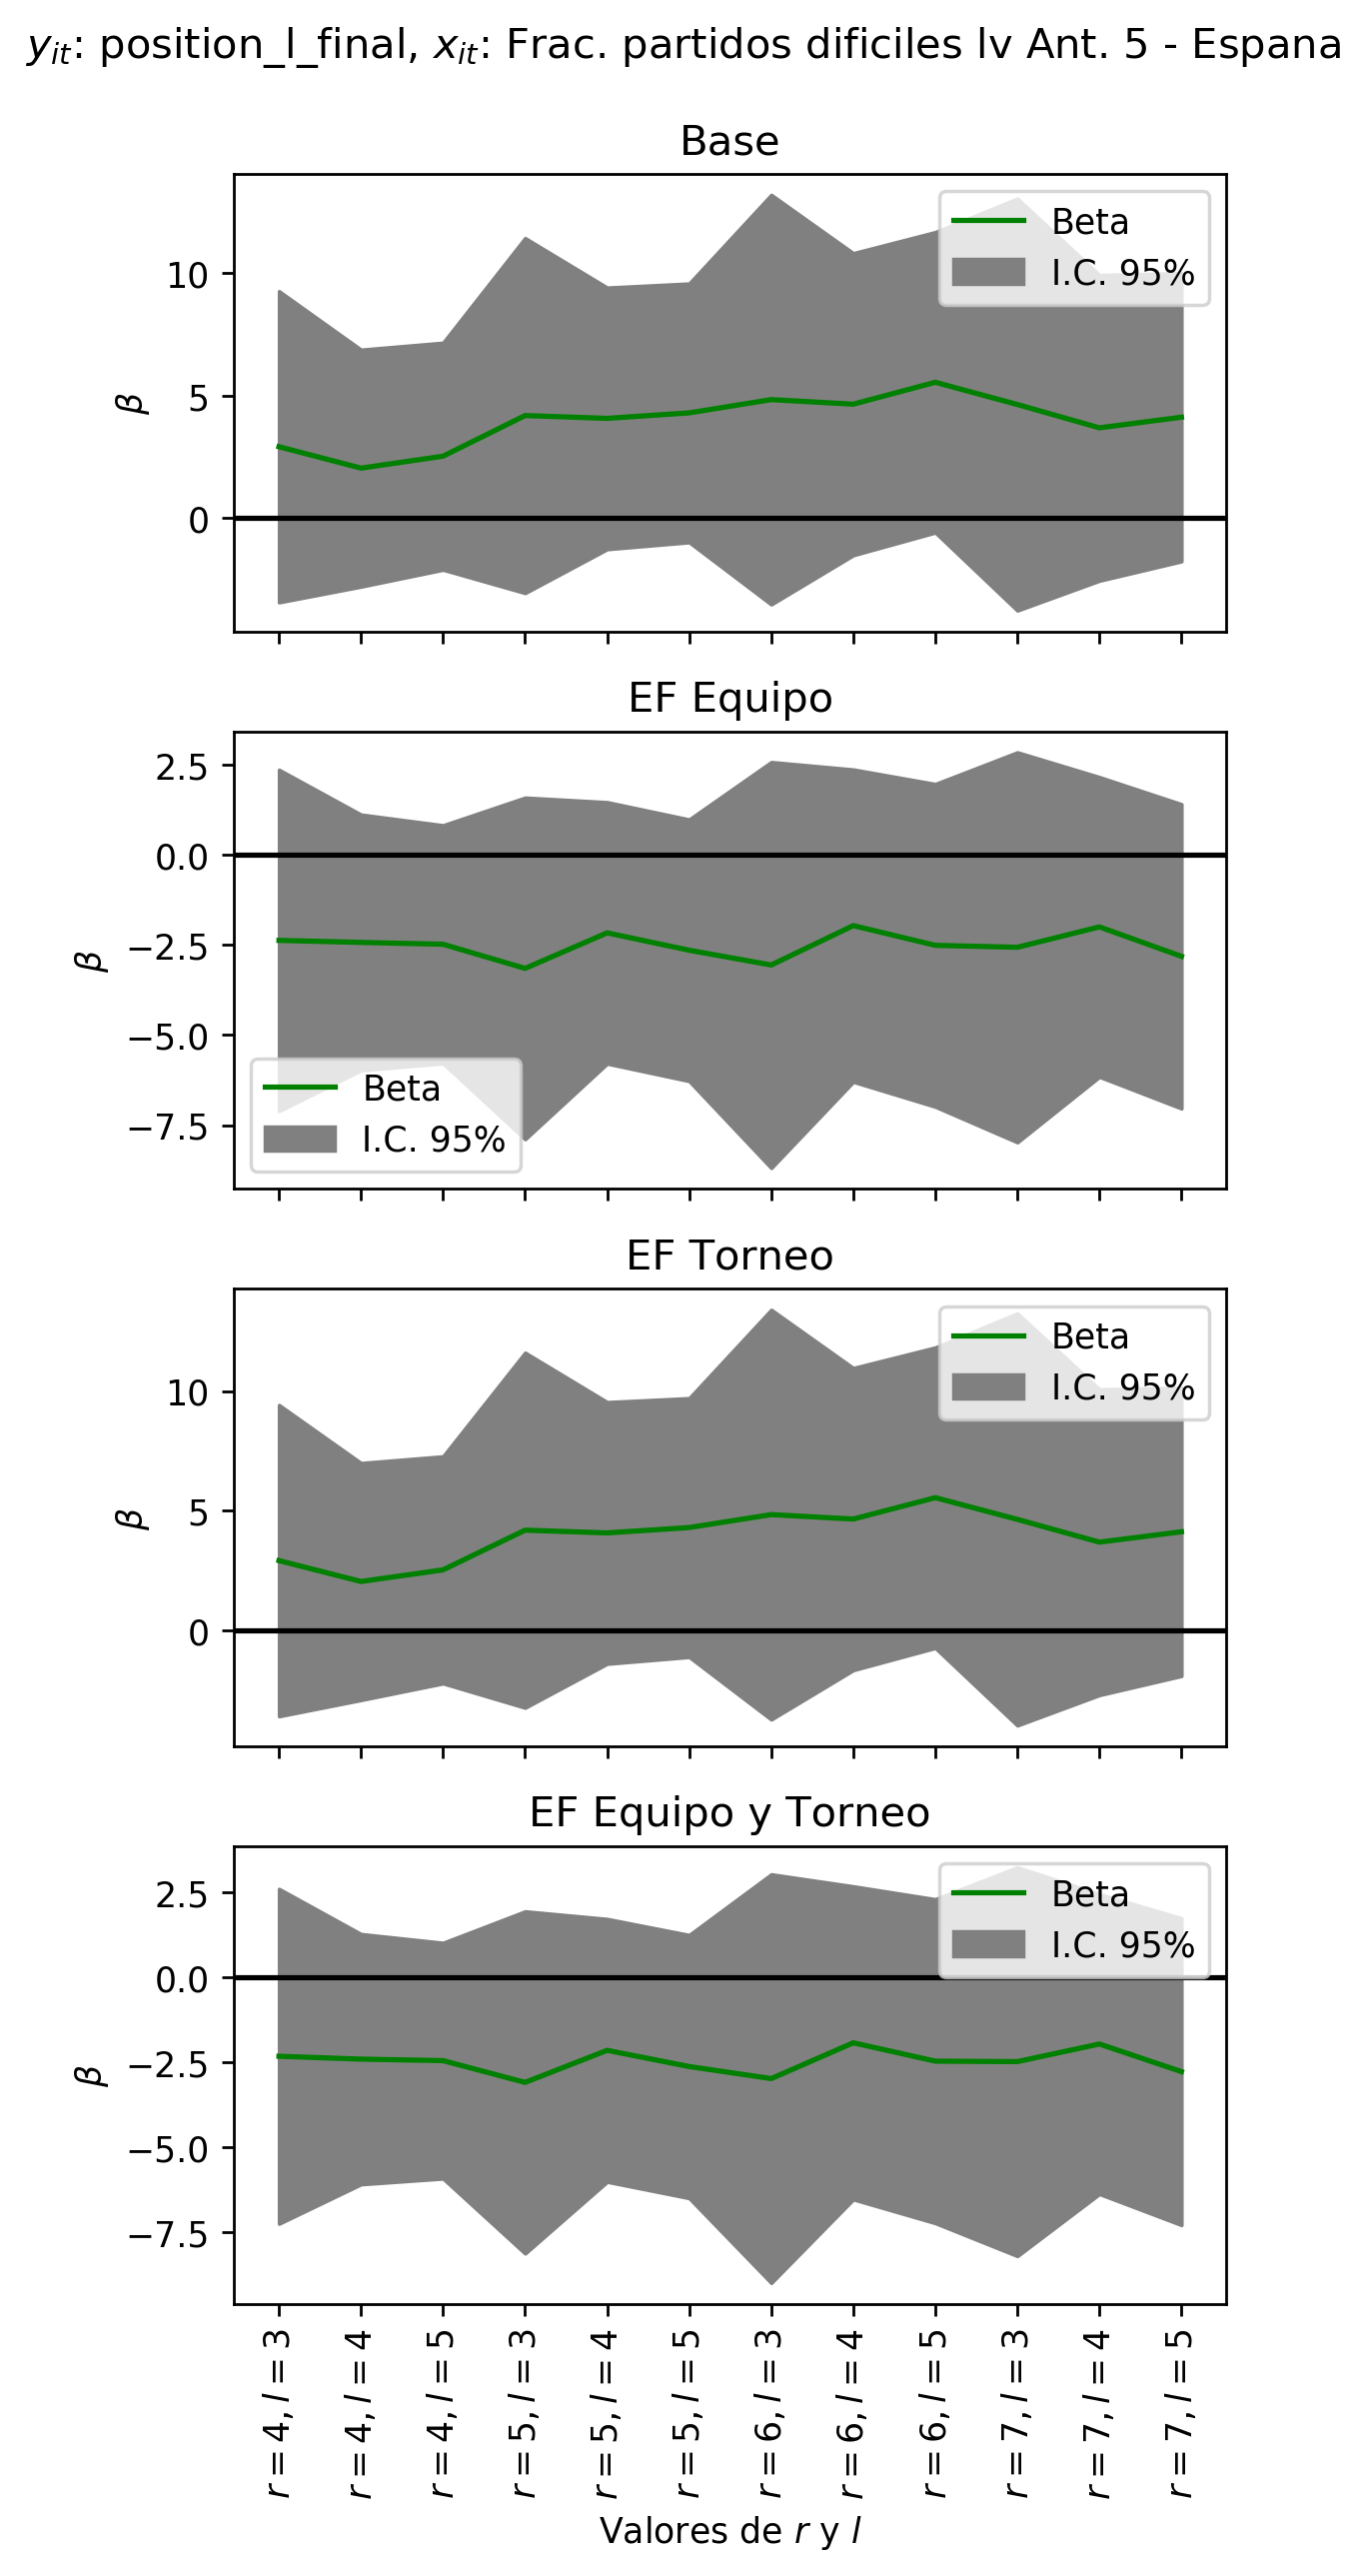 y_it: position_l_final, x_it: Frac. partidos dificiles lv Ant. 5 - Espana
Base
10
5
0
β
Beta
I.C. 95%
EF Equipo
2.5
0.0
−2.5
−5.0
−7.5
β
Beta
I.C. 95%
EF Torneo
10
5
0
β
Beta
I.C. 95%
EF Equipo y Torneo
2.5
0.0
−2.5
−5.0
−7.5
β
Beta
I.C. 95%
r = 4, l = 3
r = 4, l = 4
r = 4, l = 5
r = 5, l = 3
r = 5, l = 4
r = 5, l = 5
r = 6, l = 3
r = 6, l = 4
r = 6, l = 5
r = 7, l = 3
r = 7, l = 4
r = 7, l = 5
Valores de r y l